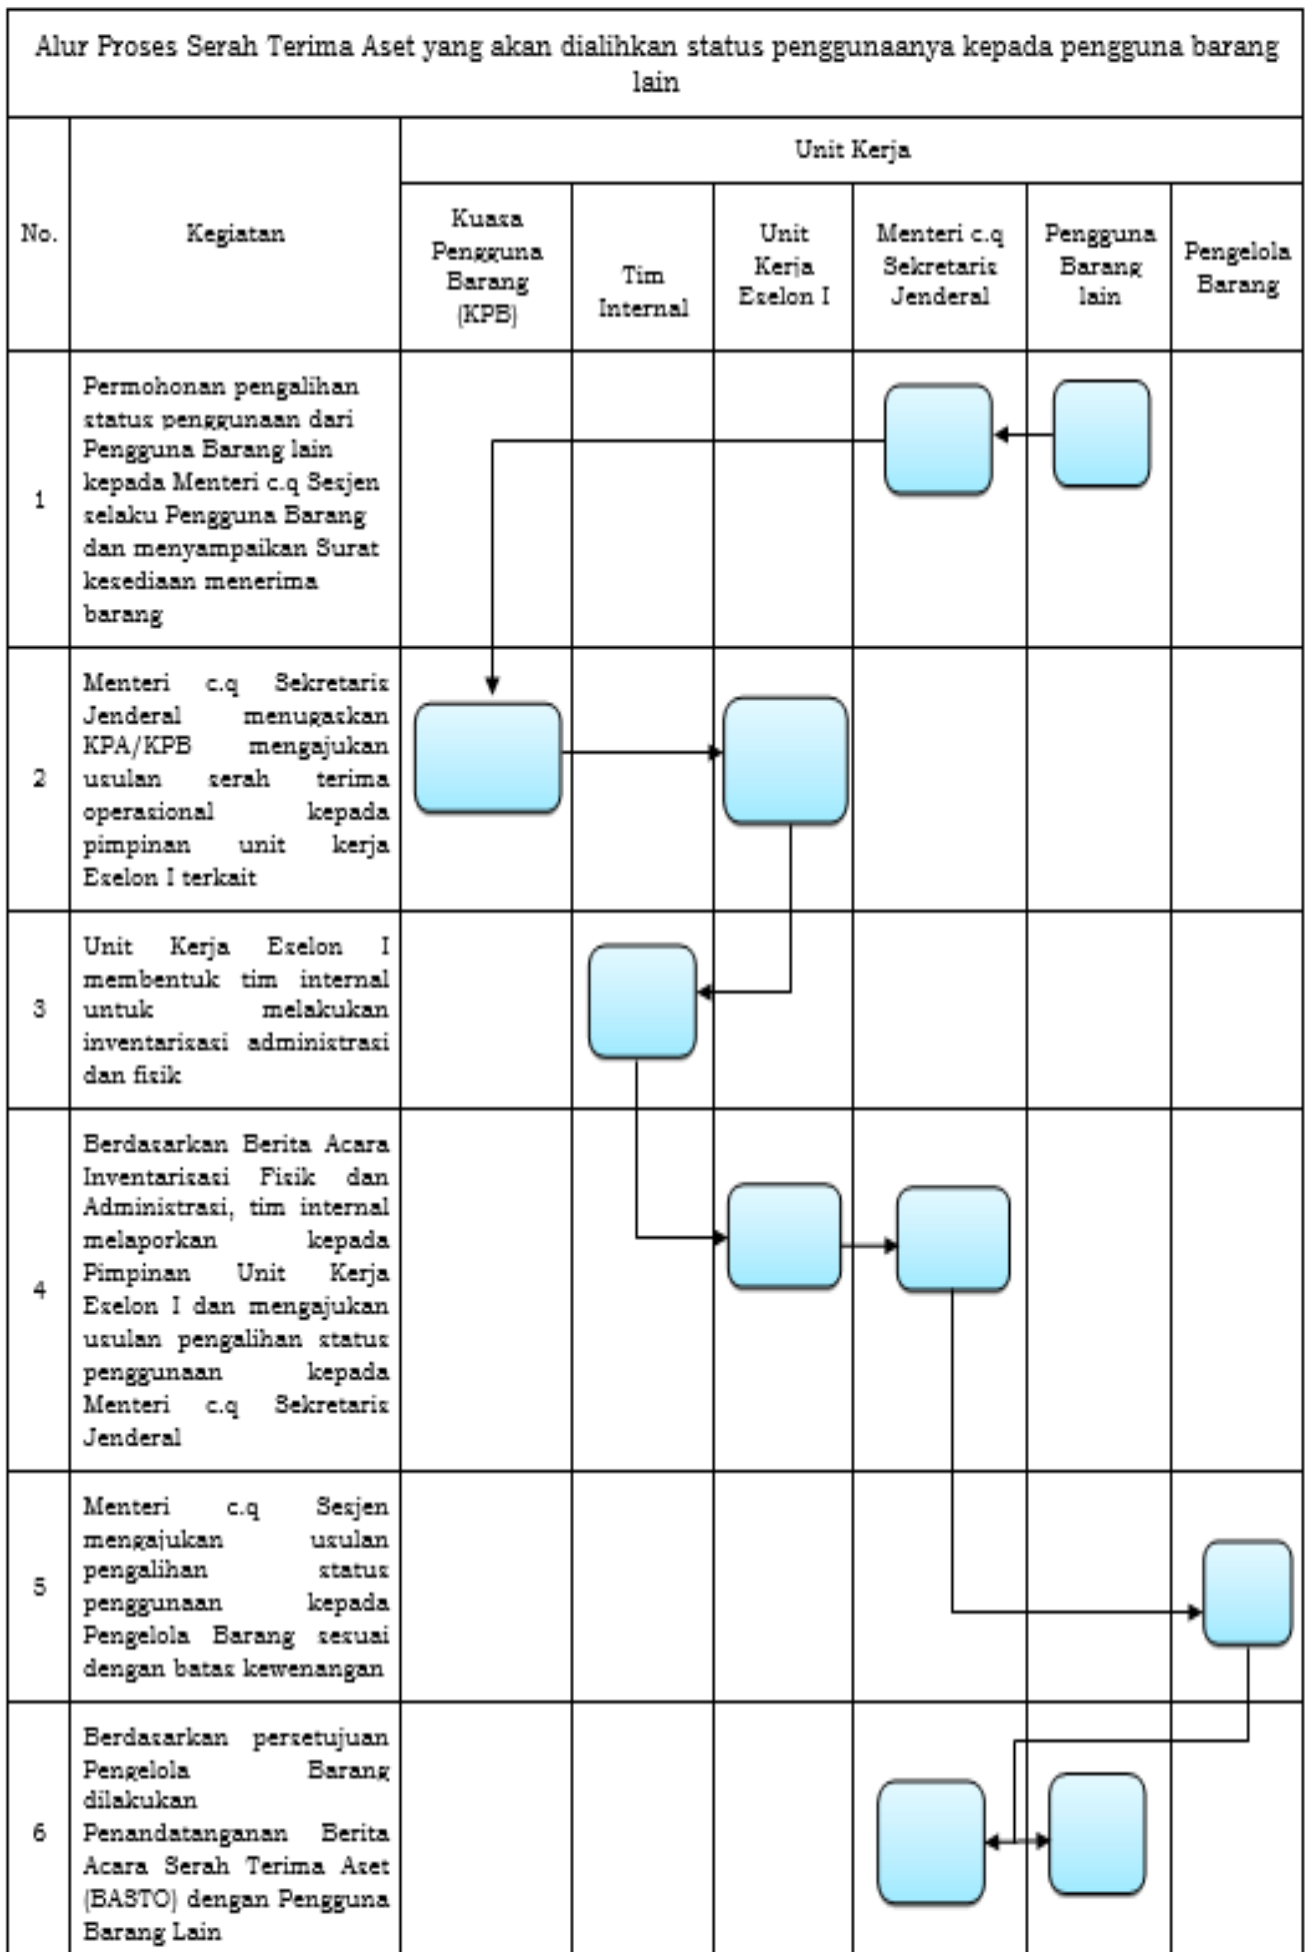 Alur Proses Serah Terima Aset yang akan dialihkan status penggunaanya kepada pengguna barang
lain
No.
Kegiatan
Unit Kerja
Kuasa
Pengguna
Barang
(KPB)
Tim
Internal
Unit
Kerja
Eselon I
Menteri c.q
Sekretaris
Jenderal
Pengguna
Barang
lain
Pengelola
Barang
1
Permohonan pengalihan
status penggunaan dari
Pengguna Barang lain
kepada Menteri c.q Sesjen
selaku Pengguna Barang
dan menyampaikan Surat
kesediaan menerima
barang
2
Menteri c.q Sekretaris
Jenderal menugaskan
KPA/KPB mengajukan
usulan serah terima
operasional kepada
pimpinan unit kerja
Eselon I terkait
3
Unit Kerja Eselon I
membentuk tim internal
untuk melakukan
inventarisasi administrasi
dan fisik
4
Berdasarkan Berita Acara
Inventarisasi Fisik dan
Administrasi, tim internal
melaporkan kepada
Pimpinan Unit Kerja
Eselon I dan mengajukan
usulan pengalihan status
penggunaan kepada
Menteri c.q Sekretaris
Jenderal
5
Menteri c.q Sesjen
mengajukan usulan
pengalihan status
penggunaan kepada
Pengelola Barang sesuai
dengan batas kewenangan
6
Berdasarkan persetujuan
Pengelola Barang
dilakukan
Penandatanganan Berita
Acara Serah Terima Aset
(BASTO) dengan Pengguna
Barang Lain